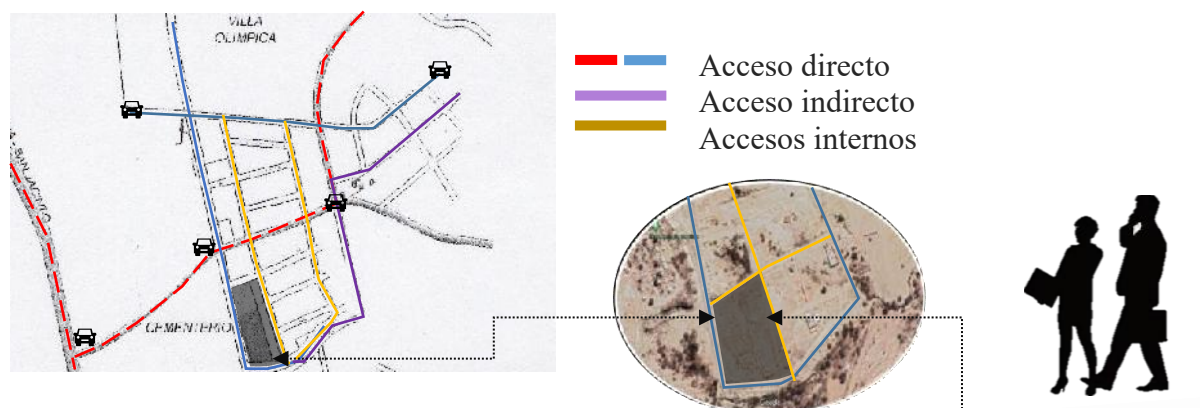 VILLA
OLIMPICA
Acceso directo
Acceso indirecto
Accesos internos
CEMENTERIO